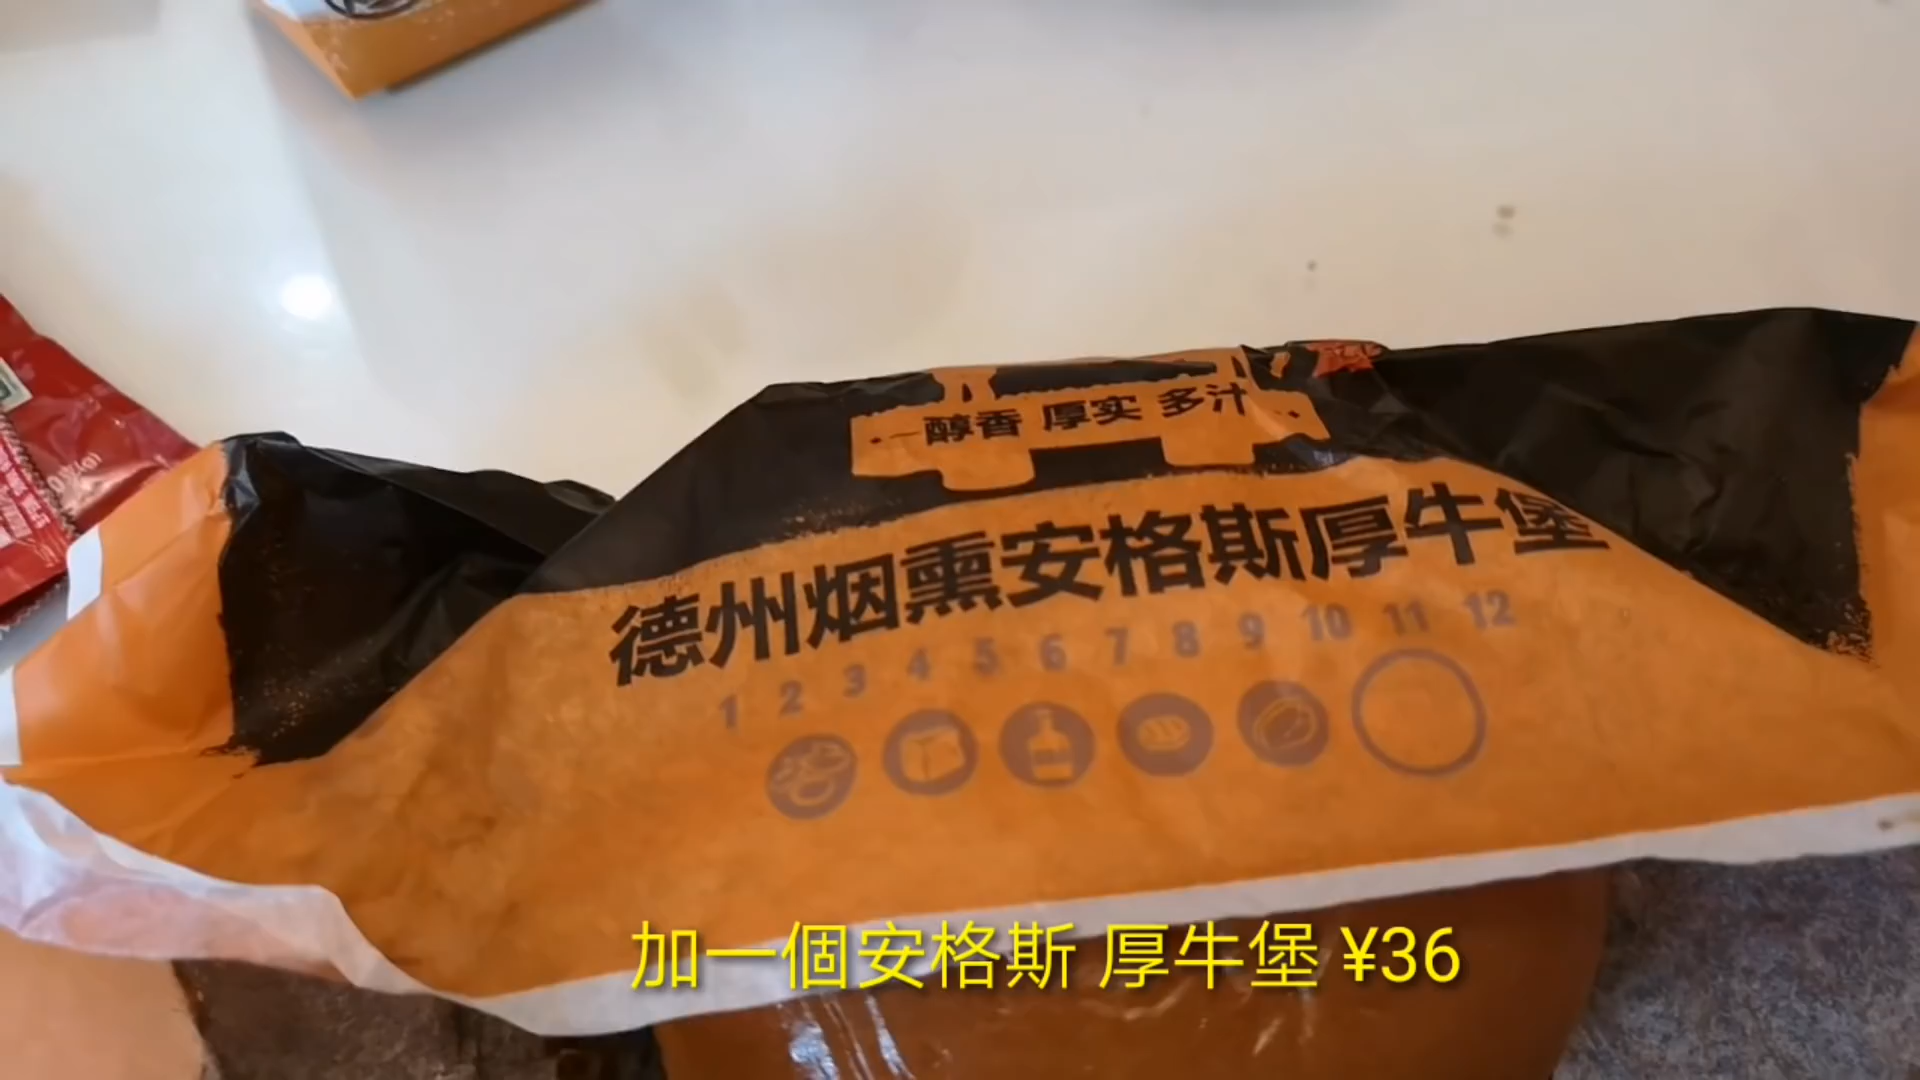 醇香 厚实 多汁
德州烟熏安格斯厚牛堡
1 2 3 4 5 6 7 8 9 10 11 12
加一個安格斯 厚牛堡 ¥36